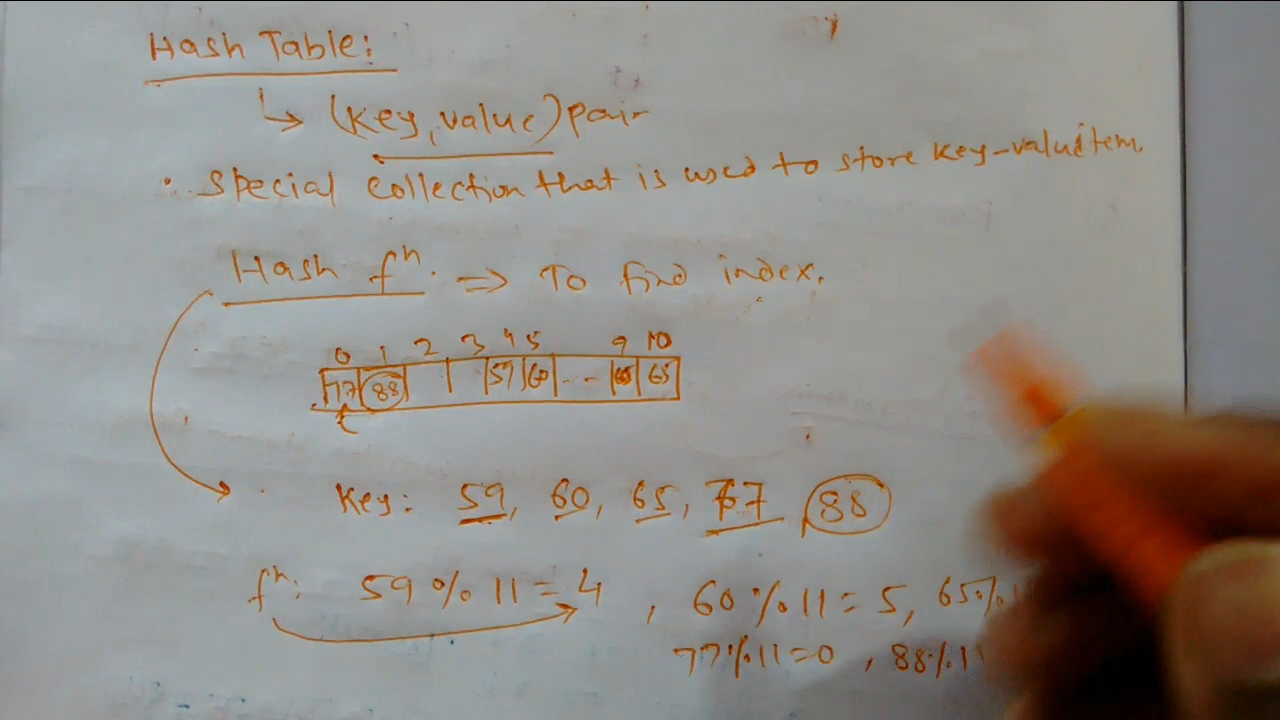 Hash Table:
↳ (Key, value) pair
• Special collection that is used to store key-value item.
Hash fⁿ. ⇒ To find index.
0 1 2 3 4 5 9 10
77 88 59 60 -- 65
Key: 59, 60, 65, 77 88
fⁿ: 59 % 11 = 4, 60 % 11 = 5, 65 %
77 % 11 = 0, 88 % 11